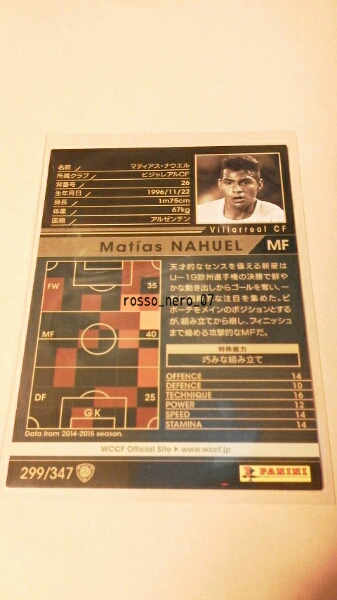 名前 マティアス・ナウエル
所属クラブ ビジャレアルCF
背番号 26
生年月日 1996/11/22
身長 1m75cm
体重 67kg
国籍 アルゼンチン
Villarreal CF
Matías NAHUEL MF
FW 35
MF 40
DF 25
GK
Data from 2014-2015 season.
天才的なセンスを備える新星は
U-19欧州選手権の決勝で鮮や
かな動き出しからゴールを奪い、
に注目を集めた。ピ
ボーテをメインのポジションとす
るが、組み立てから崩し、フィニッシュ
まで絡める攻撃的なMFだ。
rosso_nero_07
特殊能力
巧みな組み立て
OFFENCE 14
DEFENCE 10
TECHNIQUE 16
POWER 12
SPEED 14
STAMINA 14
WCCF Official Site ▶ www.wccf.jp
299/347
PANINI